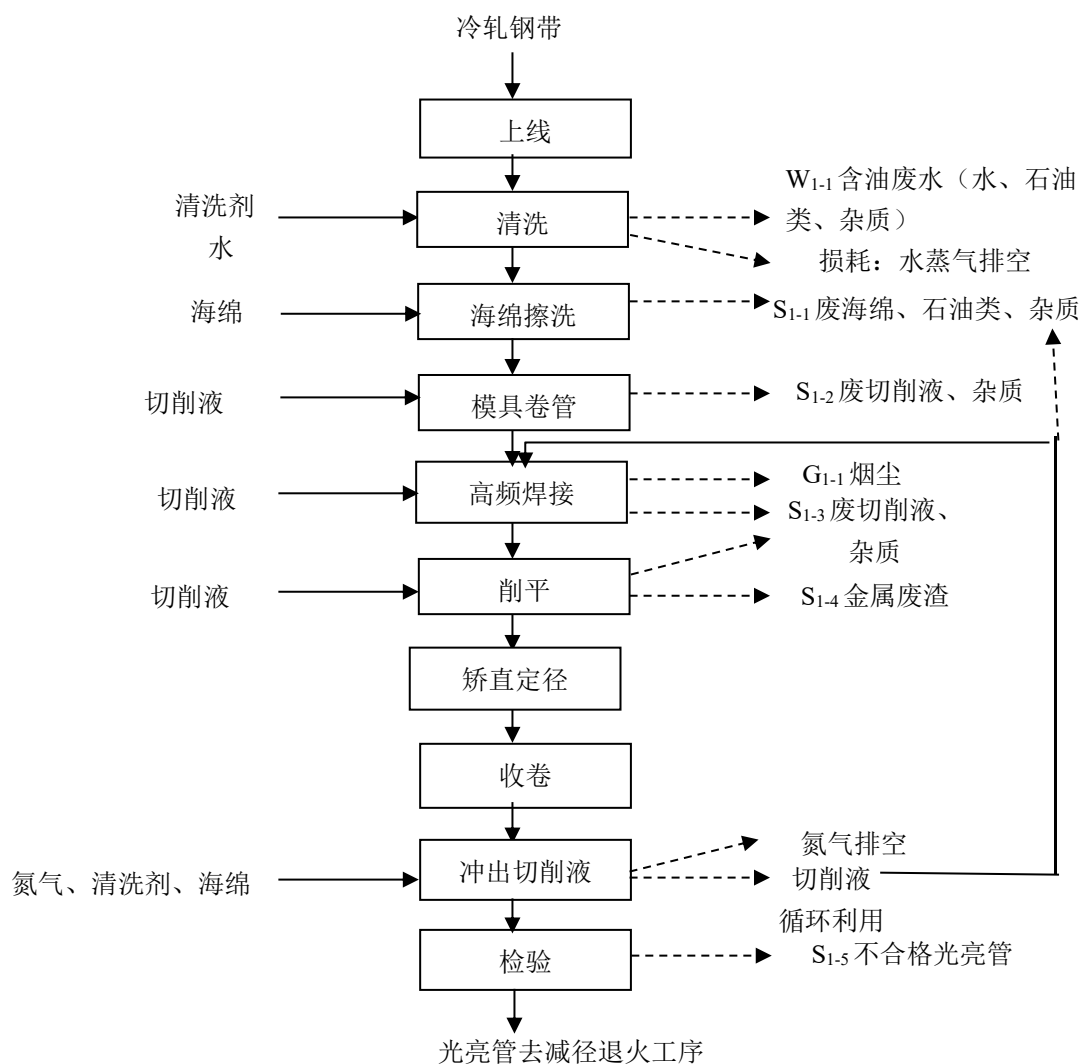 冷轧钢带
上线
清洗剂
水
清洗
W1-1 含油废水（水、石油
类、杂质）
损耗：水蒸气排空
海绵
海绵擦洗
S1-1 废海绵、石油类、杂质
切削液
模具卷管
S1-2 废切削液、杂质
切削液
高频焊接
G1-1 烟尘
S1-3 废切削液、
杂质
切削液
削平
S1-4 金属废渣
矫直定径
收卷
氮气、清洗剂、海绵
冲出切削液
氮气排空
切削液
循环利用
检验
S1-5 不合格光亮管
光亮管去减径退火工序